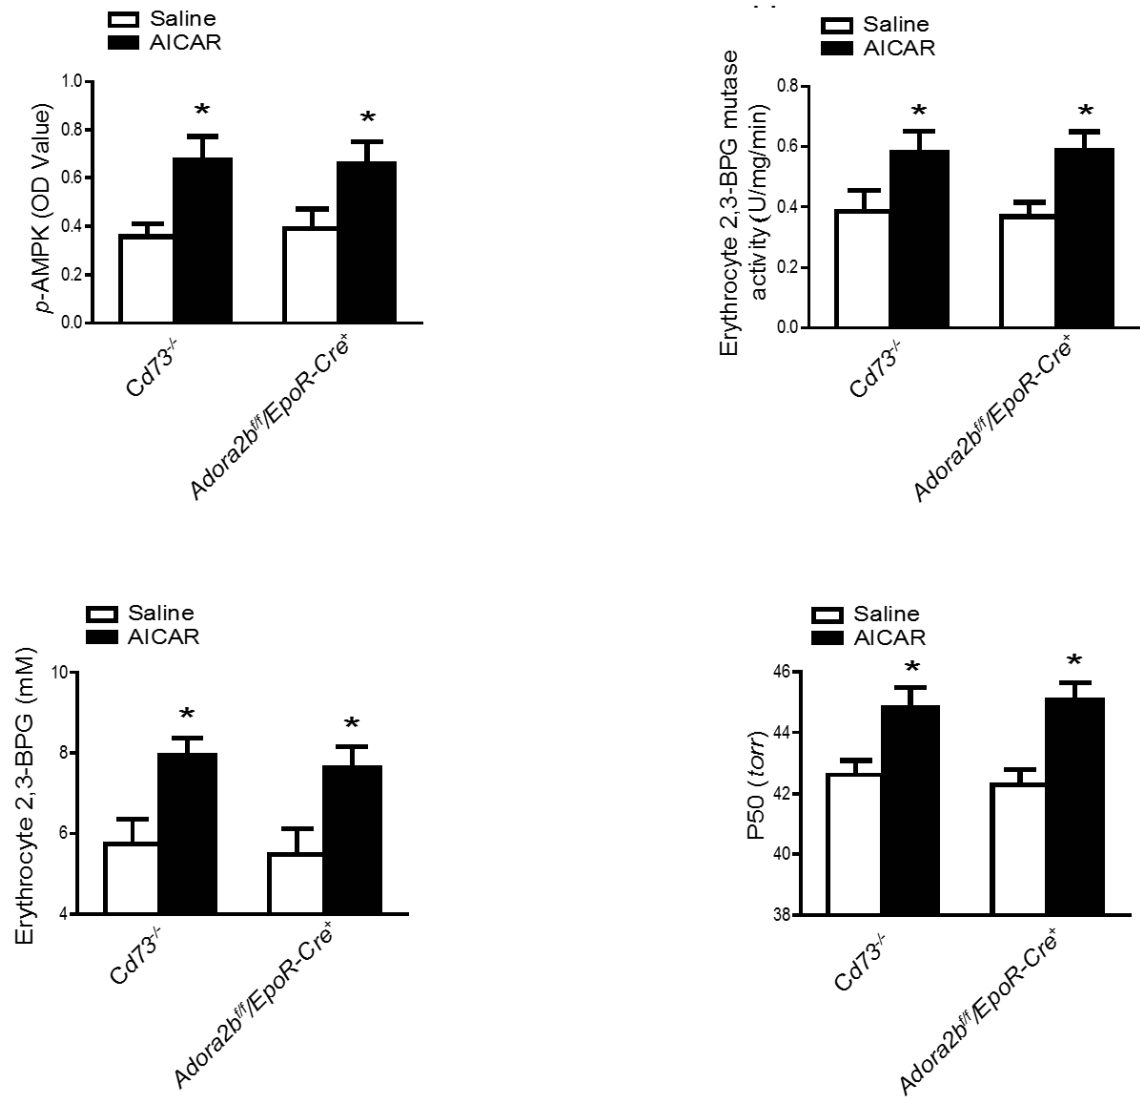 Saline
AICAR
p-AMPK (OD Value)
1.0
0.8
0.6
0.4
0.2
0.0
*
*
Cd73-/-
Adora2bf/f/EpoR-Cre+
Saline
AICAR
Erythrocyte 2,3-BPG mutase
activity (U/mg/min)
0.8
0.6
0.4
0.2
0.0
*
*
Cd73-/-
Adora2bf/f/EpoR-Cre+
Saline
AICAR
Erythrocyte 2,3-BPG (mM)
10
8
6
4
*
*
Cd73-/-
Adora2bf/f/EpoR-Cre+
Saline
AICAR
P50 (torr)
46
44
42
40
38
*
*
Cd73-/-
Adora2bf/f/EpoR-Cre+